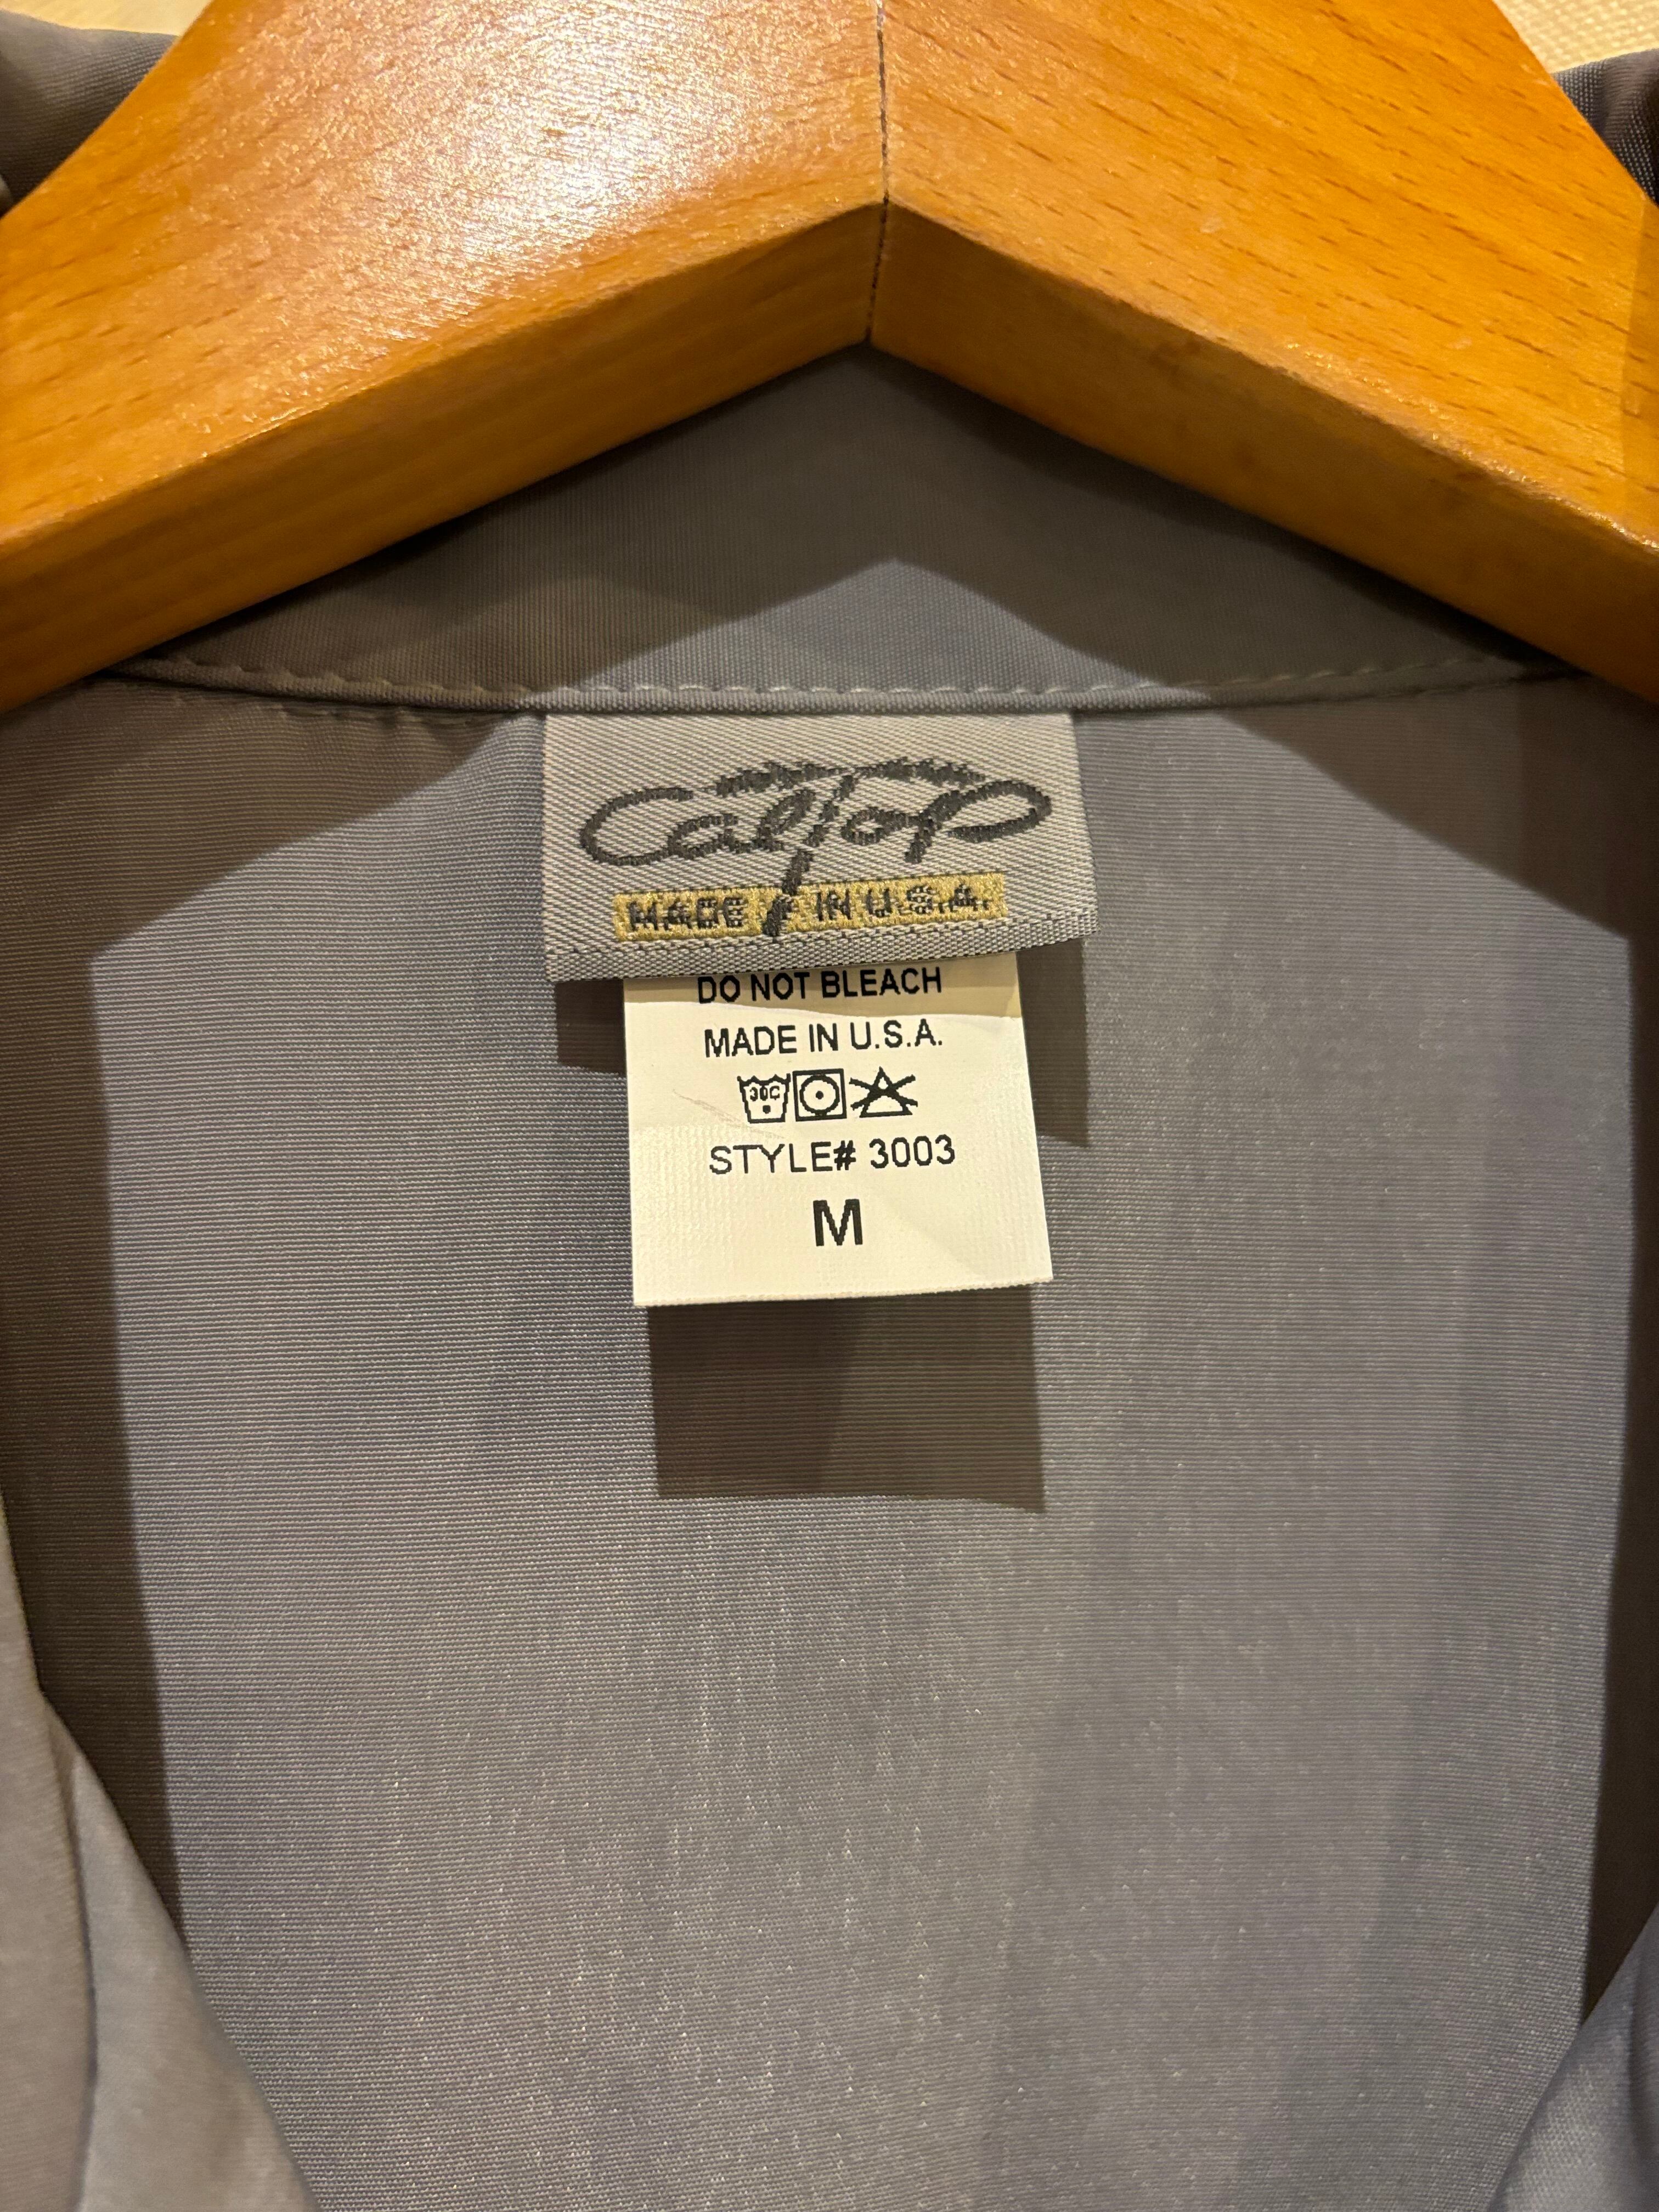 CalTop
MADE IN U.S.A.
DO NOT BLEACH
MADE IN U.S.A.
30C
STYLE# 3003
M